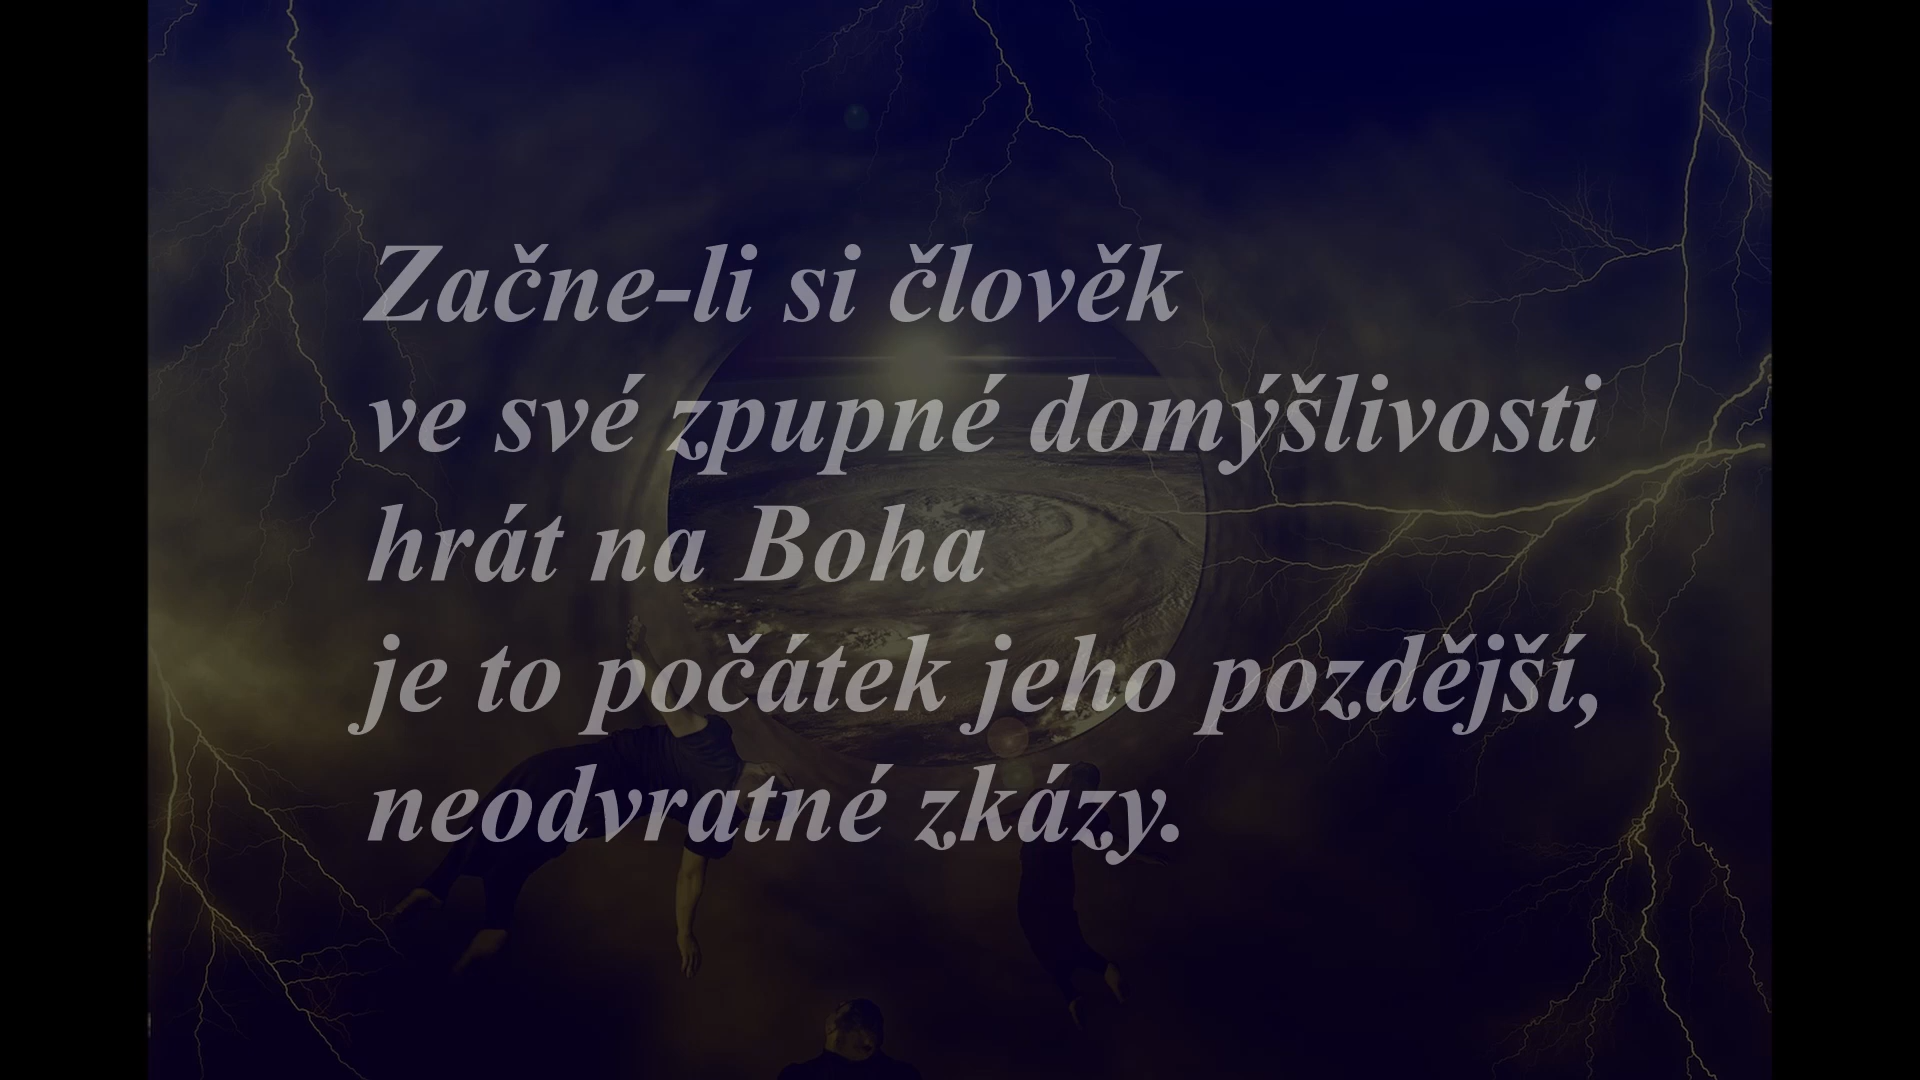 Začne-li si člověk
ve své zpupné domýšlivosti
hrát na Boha
je to počátek jeho pozdější,
neodvratné zkázy.